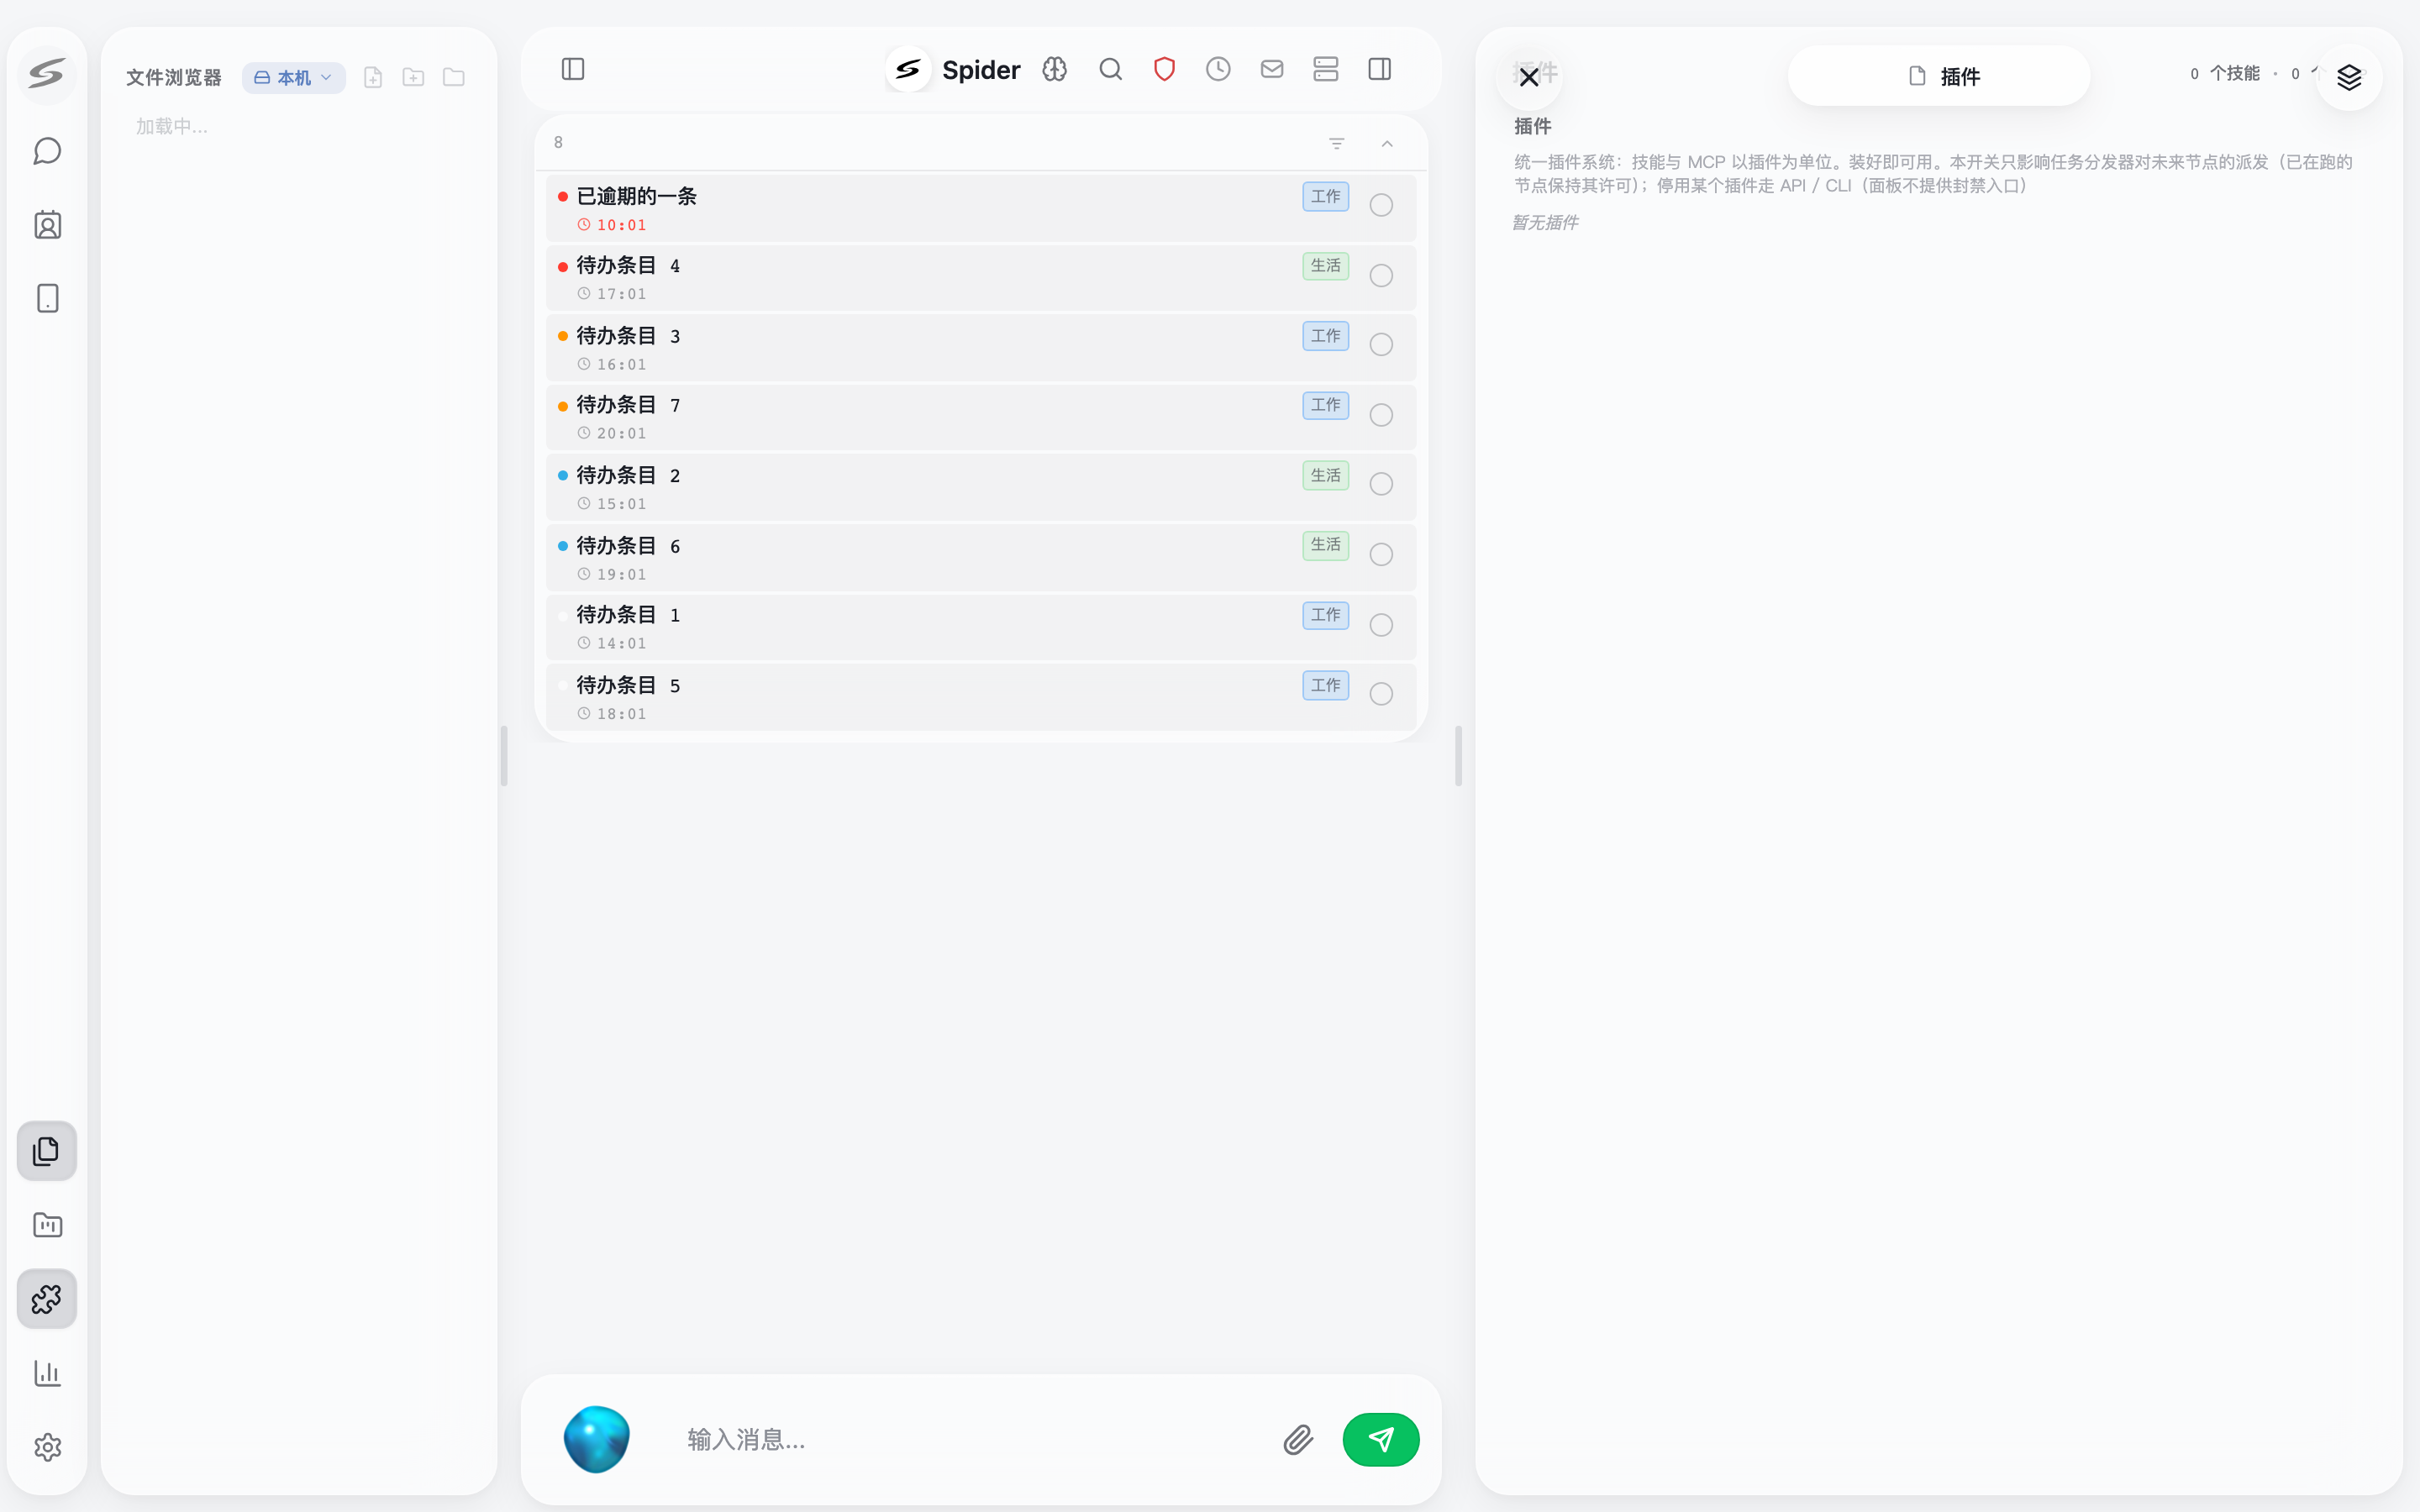 文件浏览器 本机
加载中...
Spider
8
已逾期的一条 工作
10:01
待办条目 4 生活
17:01
待办条目 3 工作
16:01
待办条目 7 工作
20:01
待办条目 2 生活
15:01
待办条目 6 生活
19:01
待办条目 1 工作
14:01
待办条目 5 工作
18:01
输入消息...
插件
插件 0 个技能 · 0 个
插件
统一插件系统：技能与 MCP 以插件为单位。装好即可用。本开关只影响任务分发器对未来节点的派发（已在跑的
节点保持其许可）；停用某个插件走 API / CLI（面板不提供封禁入口）
暂无插件